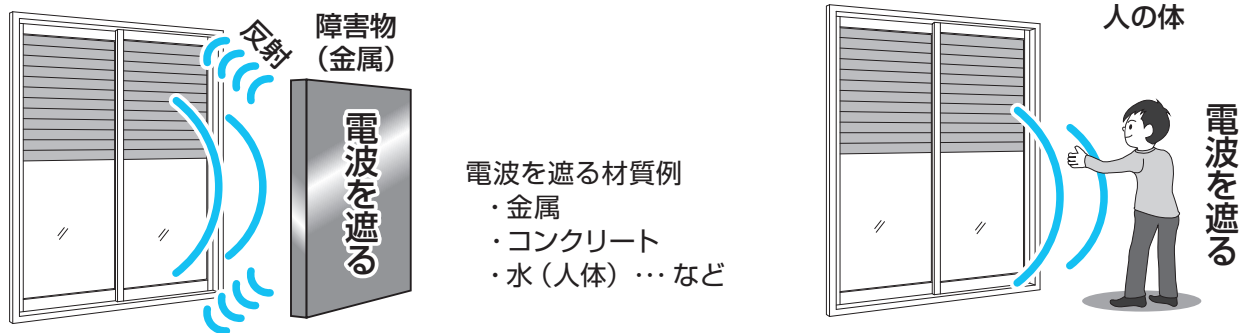 反射
障害物
（金属）
電波を遮る
電波を遮る材質例
・金属
・コンクリート
・水（人体）… など
人の体
電波を遮る